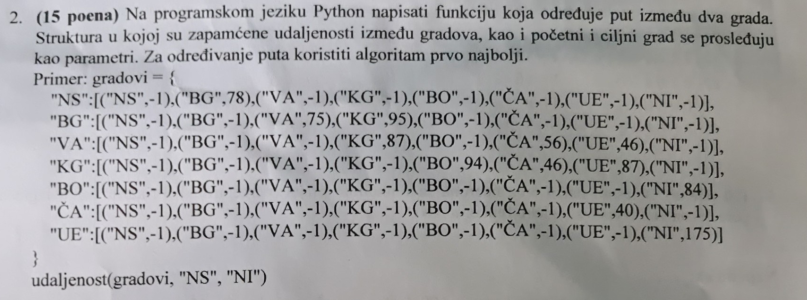 2. (15 poena) Na programskom jeziku Python napisati funkciju koja određuje put između dva grada.
Struktura u kojoj su zapamćene udaljenosti između gradova, kao i početni i ciljni grad se prosleđuju
kao parametri. Za određivanje puta koristiti algoritam prvo najbolji.
Primer: gradovi = {
"NS":[("NS",-1),("BG",78),("VA",-1),("KG",-1),("BO",-1),("ČA",-1),("UE",-1),("NI",-1)],
"BG":[("NS",-1),("BG",-1),("VA",75),("KG",95),("BO",-1),("ČA",-1),("UE",-1),("NI",-1)],
"VA":[("NS",-1),("BG",-1),("VA",-1),("KG",87),("BO",-1),("ČA",56),("UE",46),("NI",-1)],
"KG":[("NS",-1),("BG",-1),("VA",-1),("KG",-1),("BO",94),("ČA",46),("UE",87),("NI",-1)],
"BO":[("NS",-1),("BG",-1),("VA",-1),("KG",-1),("BO",-1),("ČA",-1),("UE",-1),("NI",84)],
"ČA":[("NS",-1),("BG",-1),("VA",-1),("KG",-1),("BO",-1),("ČA",-1),("UE",40),("NI",-1)],
"UE":[("NS",-1),("BG",-1),("VA",-1),("KG",-1),("BO",-1),("ČA",-1),("UE",-1),("NI",175)]
}
udaljenost(gradovi, "NS", "NI")